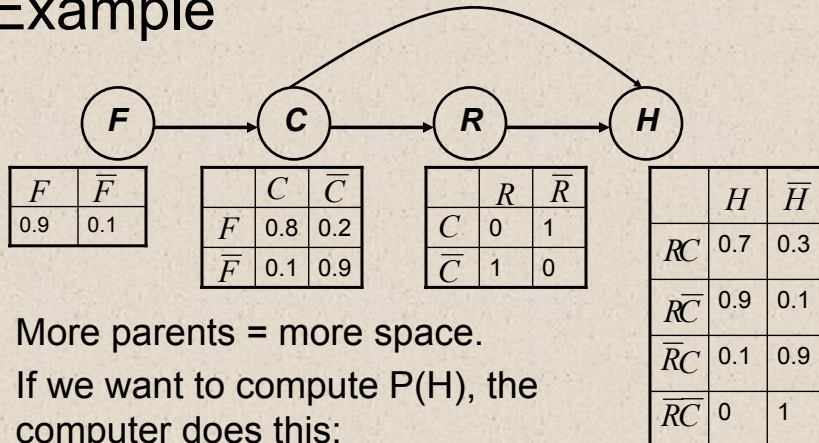 Example
F C R H
F F̅
0.9 0.1
C C̅
F 0.8 0.2
F̅ 0.1 0.9
R R̅
C 0 1
C̅ 1 0
H H̅
RC 0.7 0.3
RC̅ 0.9 0.1
R̅C 0.1 0.9
R̅C̅ 0 1
More parents = more space.
If we want to compute P(H), the
computer does this: